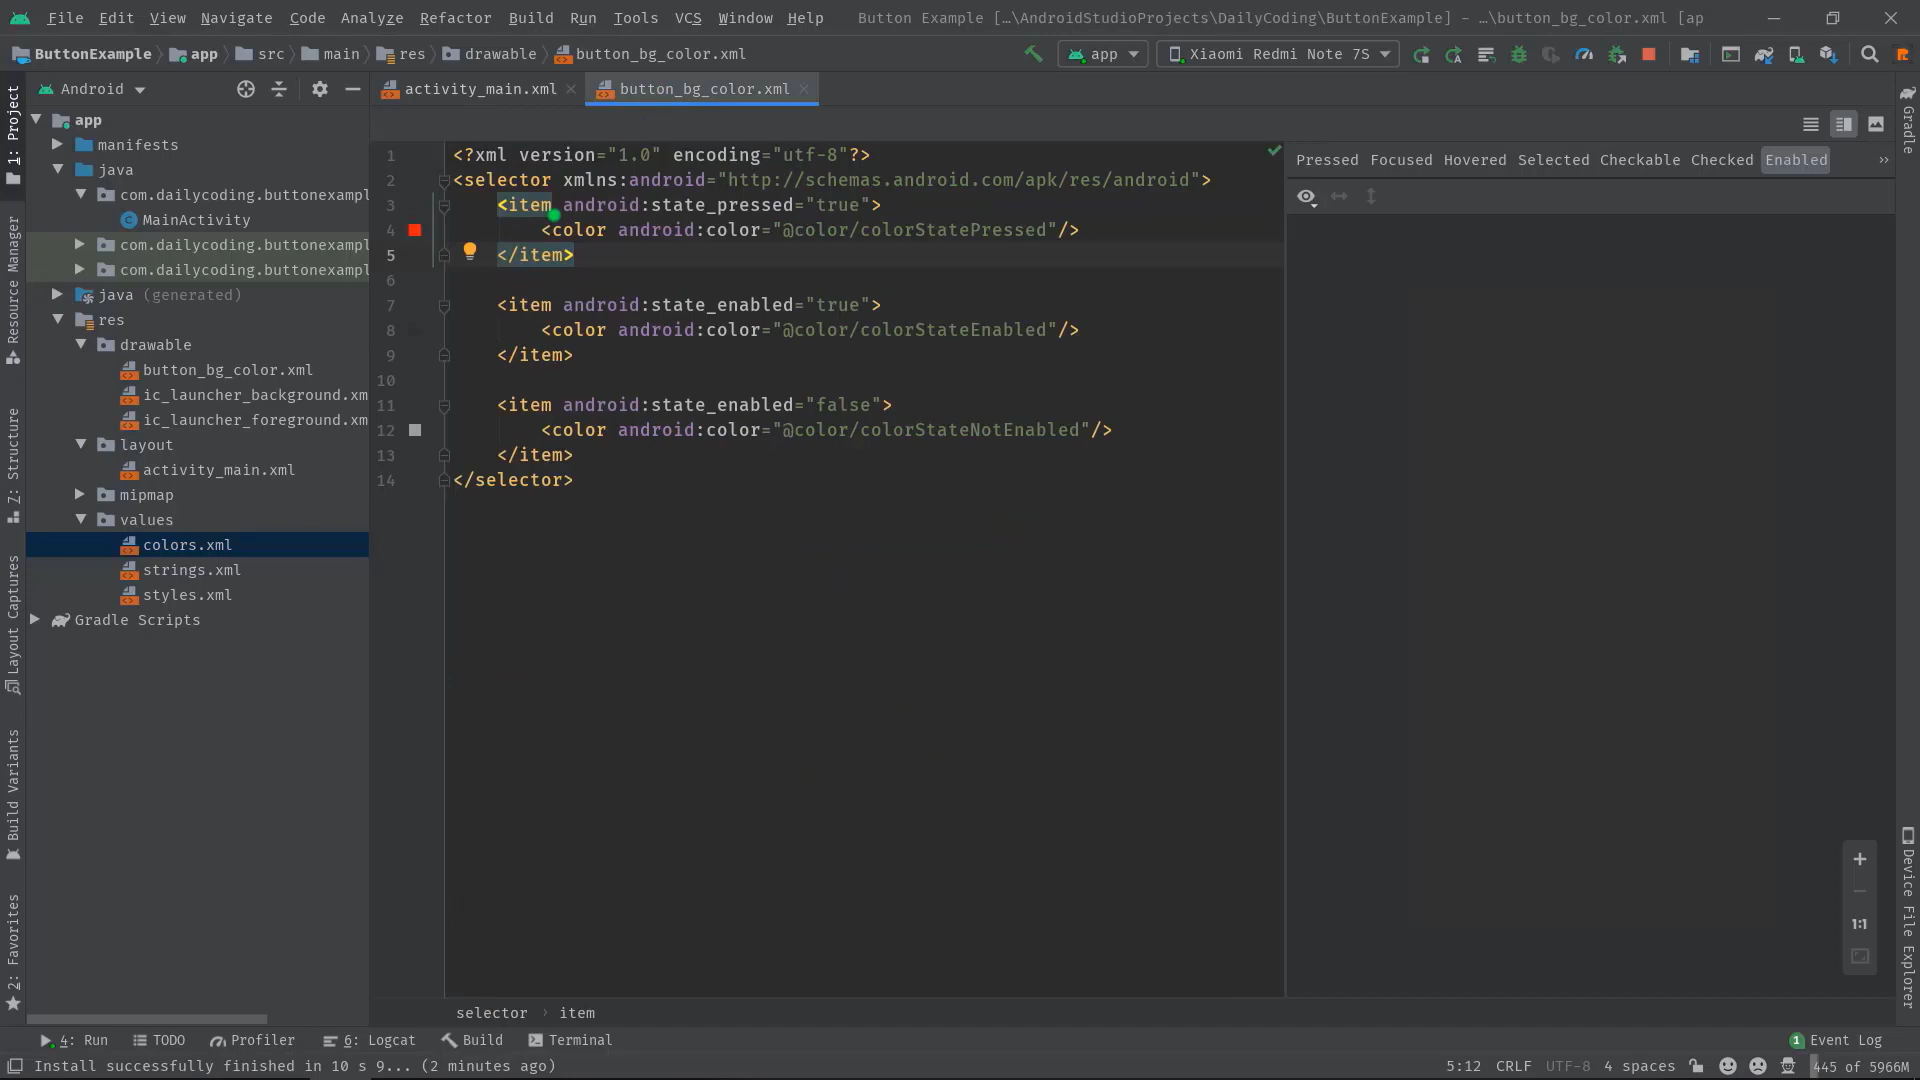 File Edit View Navigate Code Analyze Refactor Build Run Tools VCS Window Help Button Example […\AndroidStudioProjects\DailyCoding\ButtonExample] - …\button_bg_color.xml [ap
ButtonExample app src main res drawable button_bg_color.xml app Xiaomi Redmi Note 7S
Android
activity_main.xml
button_bg_color.xml
1: Project
Resource Manager
7: Structure
Layout Captures
Build Variants
2: Favorites
app
manifests
java
com.dailycoding.buttonexampl
MainActivity
com.dailycoding.buttonexampl
com.dailycoding.buttonexampl
java (generated)
res
drawable
button_bg_color.xml
ic_launcher_background.xm
ic_launcher_foreground.xm
layout
activity_main.xml
mipmap
values
colors.xml
strings.xml
styles.xml
Gradle Scripts
1 <?xml version="1.0" encoding="utf-8"?>
2 <selector xmlns:android="http://schemas.android.com/apk/res/android">
3 <item android:state_pressed="true">
4 <color android:color="@color/colorStatePressed"/>
5 </item>
6
7 <item android:state_enabled="true">
8 <color android:color="@color/colorStateEnabled"/>
9 </item>
10
11 <item android:state_enabled="false">
12 <color android:color="@color/colorStateNotEnabled"/>
13 </item>
14 </selector>
Pressed Focused Hovered Selected Checkable Checked Enabled »
1:1
Gradle
Device File Explorer
selector › item
4: Run TODO Profiler 6: Logcat Build Terminal 1 Event Log
Install successfully finished in 10 s 9... (2 minutes ago) 5:12 CRLF UTF-8 4 spaces 445 of 5966M